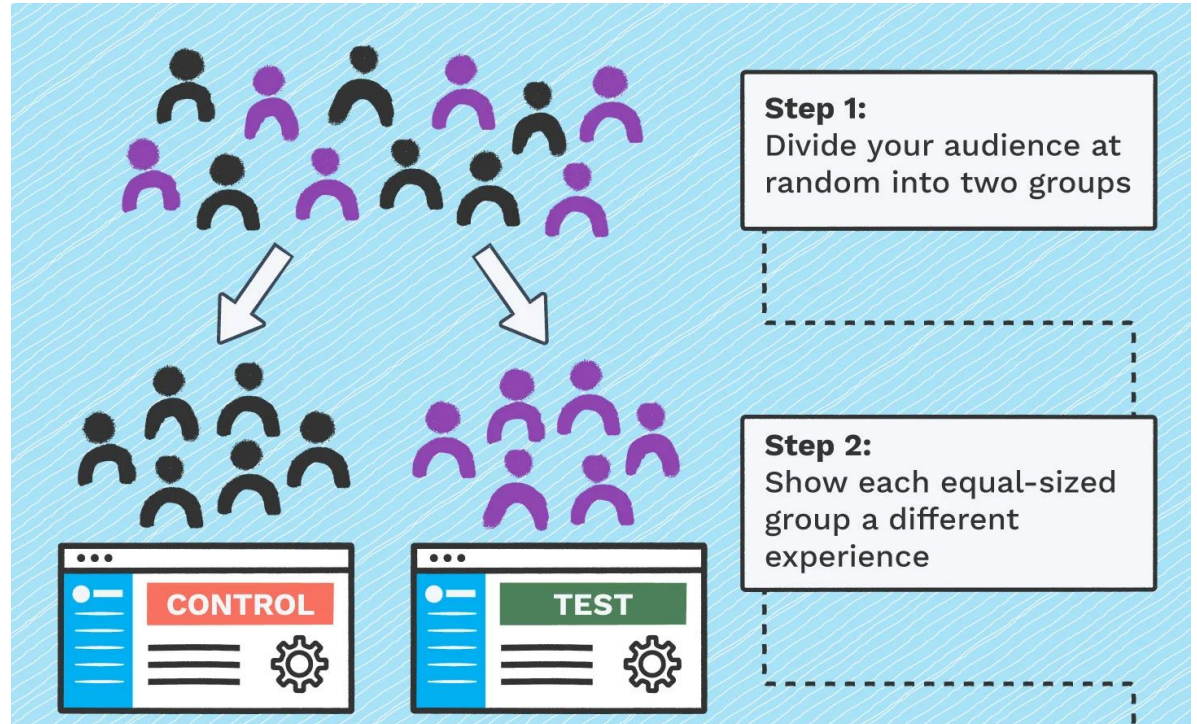 Step 1:
Divide your audience at
random into two groups
Step 2:
Show each equal-sized
group a different
experience
CONTROL
TEST